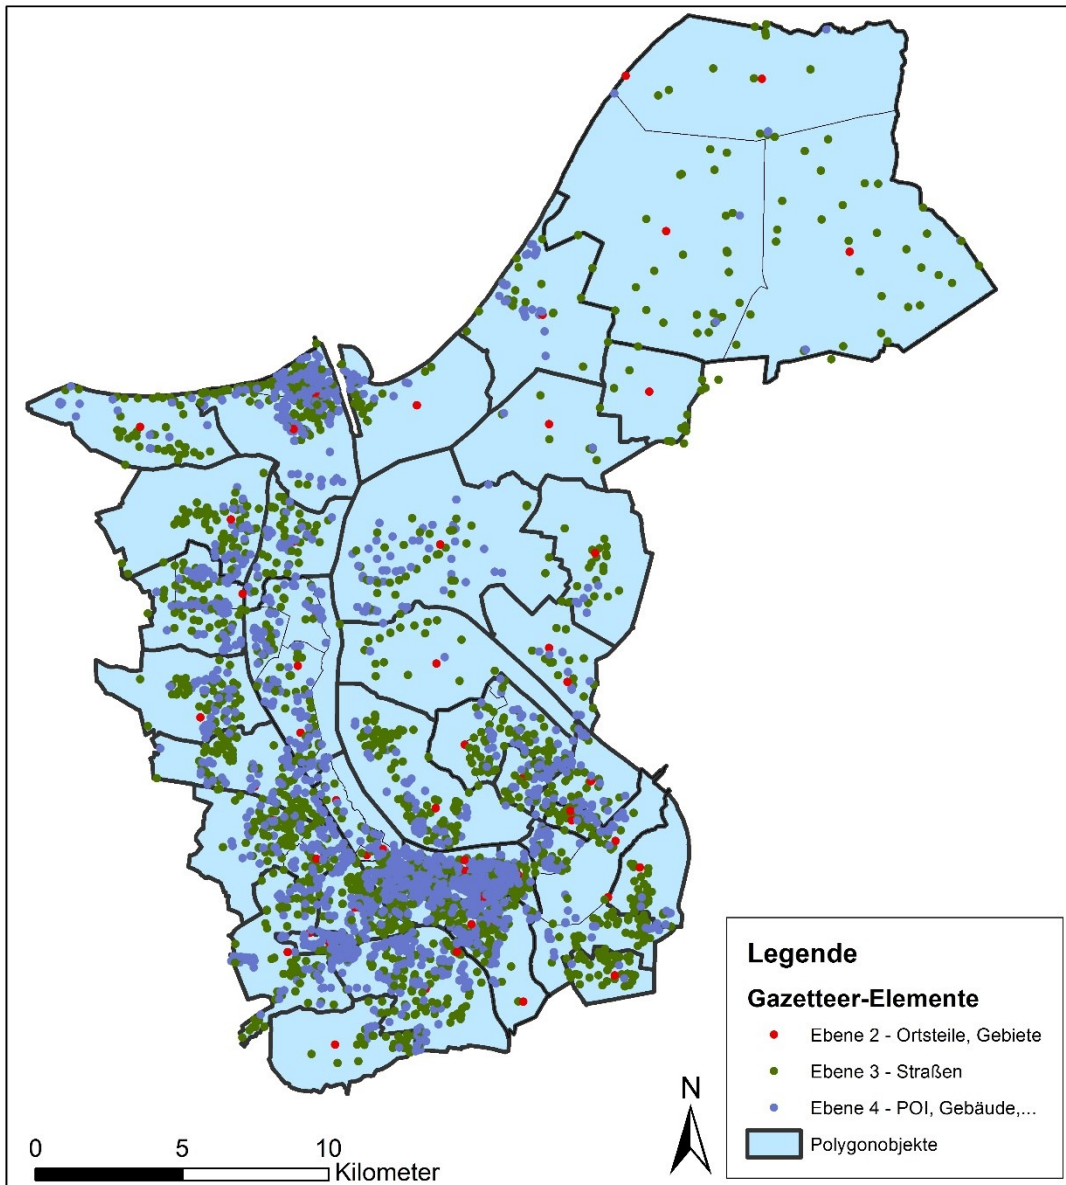 Legende
Gazetteer-Elemente
Ebene 2 - Ortsteile, Gebiete
Ebene 3 - Straßen
Ebene 4 - POI, Gebäude,...
Polygonobjekte
N
0 5 10
Kilometer